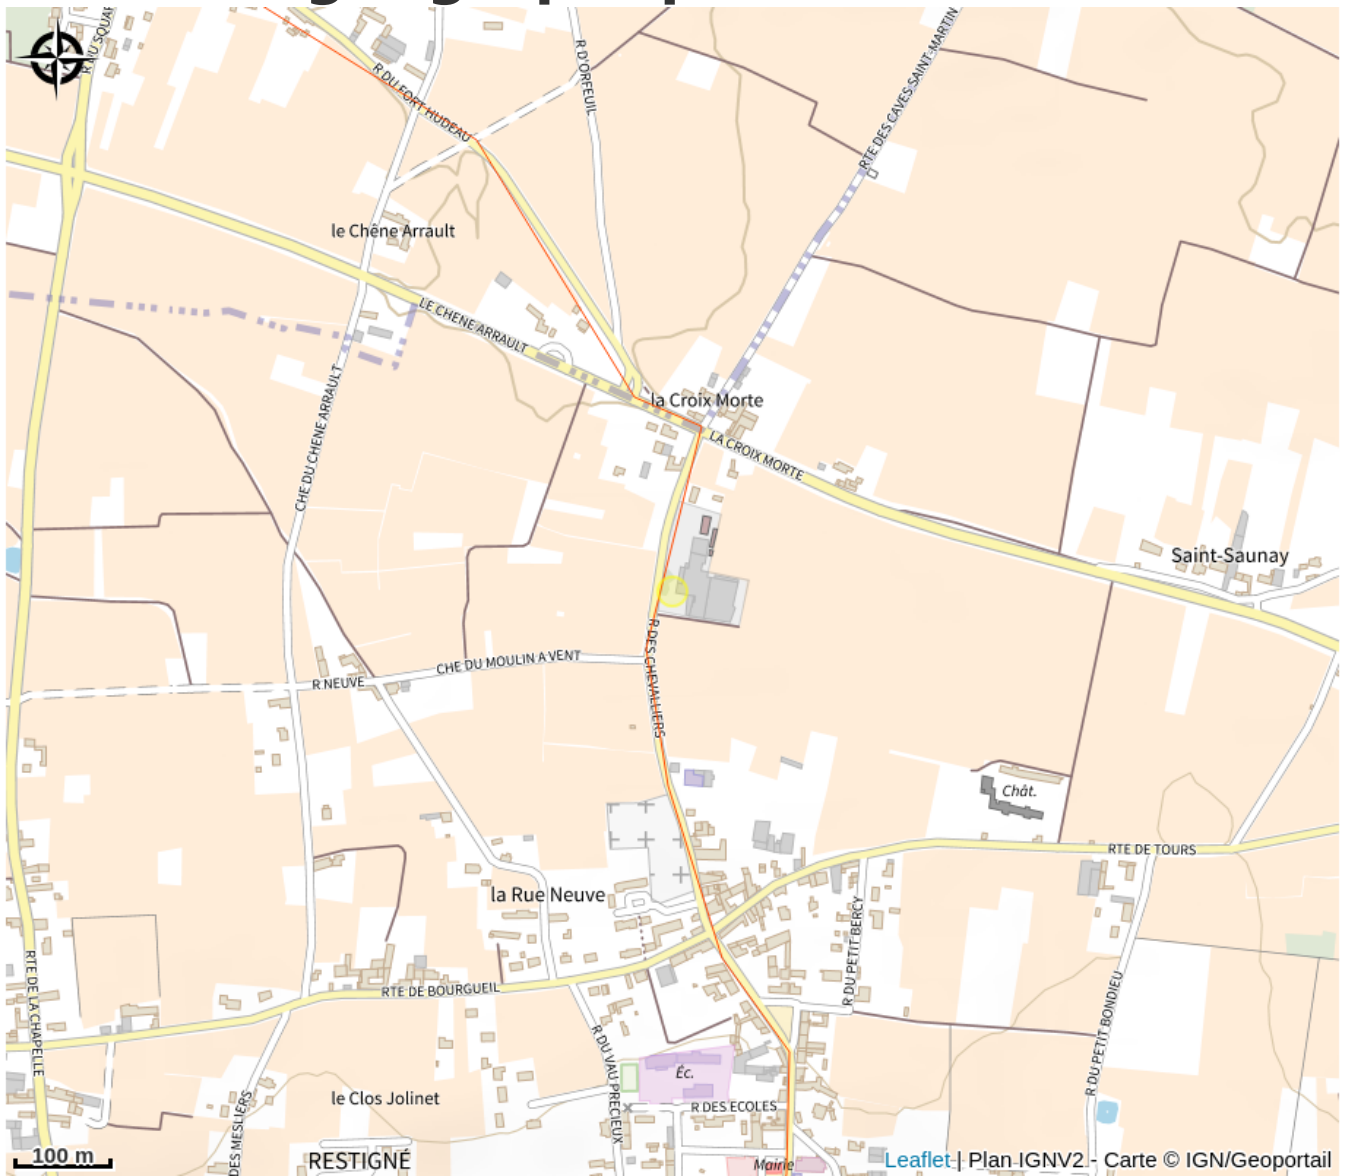 R DU FORT HUDEAU
R D'ORFEUIL
RTE DES CAVES SAINT-MARTIN
le Chêne Arrault
LE CHENE ARRAULT
CHE DU CHENE ARRAULT
la Croix Morte
LA CROIX MORTE
Saint-Saunay
R DES CHEVALLIERS
CHE DU MOULIN A VENT
R NEUVE
Chât.
RTE DE TOURS
la Rue Neuve
R DU PETIT BERCY
RTE DE BOURGUEIL
RTE DE LA CHAPELLE
R DU PETIT BONDIEU
R DU VAU PRECIEUX
Éc.
R DES ECOLES
le Clos Jolinet
DES MESLIERS
RESTIGNÉ
Mairie
100 m
Leaflet | Plan IGNV2 - Carte © IGN/Geoportail